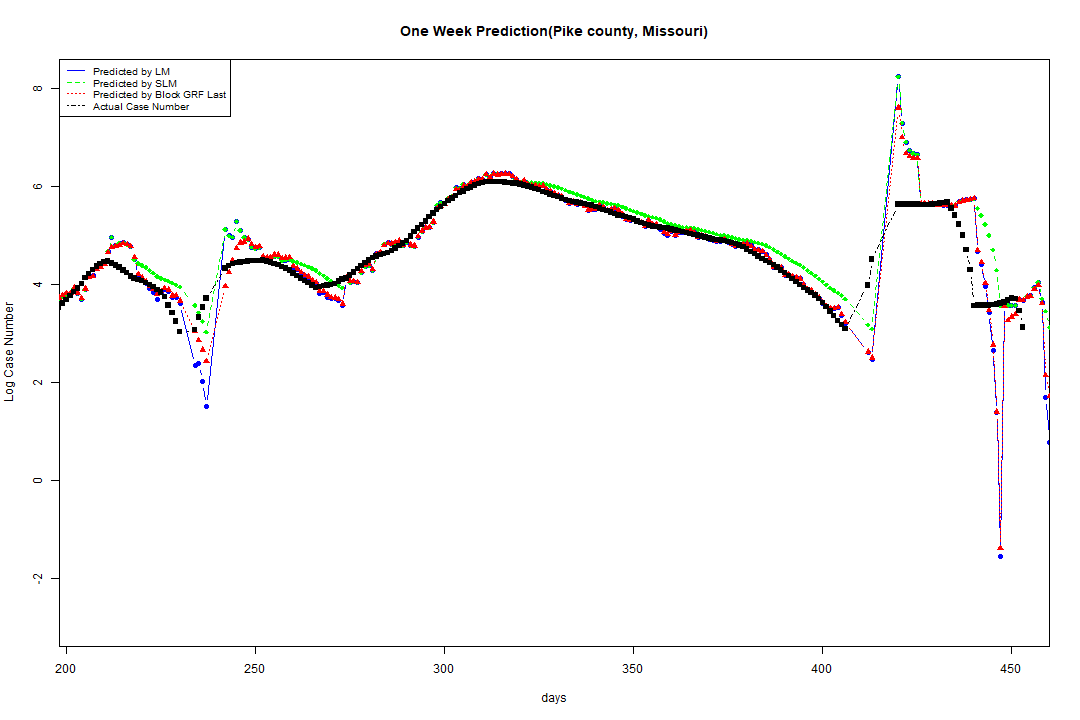 One Week Prediction(Pike county, Missouri)
Predicted by LM
Predicted by SLM
Predicted by Block GRF Last
Actual Case Number
8
6
4
2
0
-2
Log Case Number
200 250 300 350 400 450
days